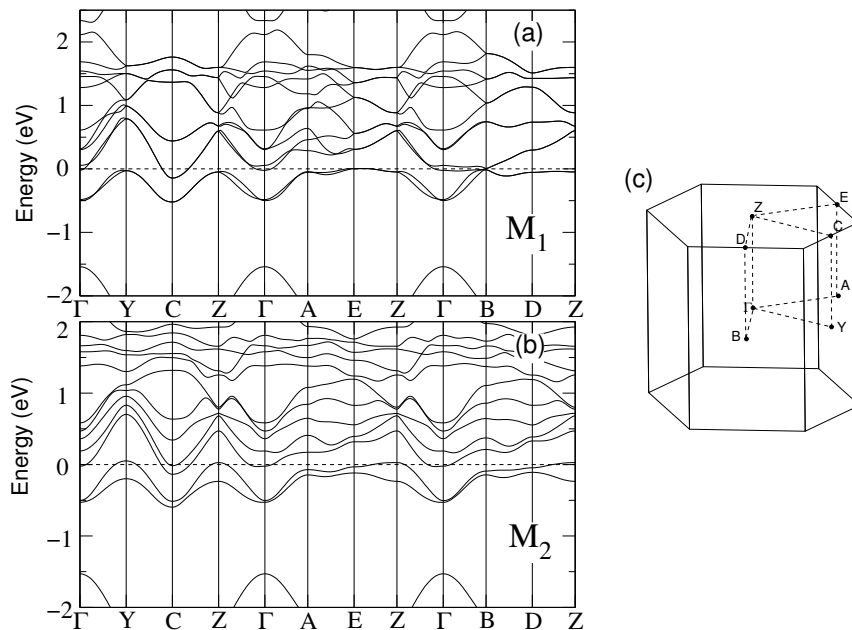 (a)
2
1
0
−1
−2
Energy (eV)
M1
Γ Y C Z Γ A E Z Γ B D Z
(b)
2
1
0
−1
−2
Energy (eV)
M2
Γ Y C Z Γ A E Z Γ B D Z
(c)
E
Z
C
D
A
Γ
Y
B